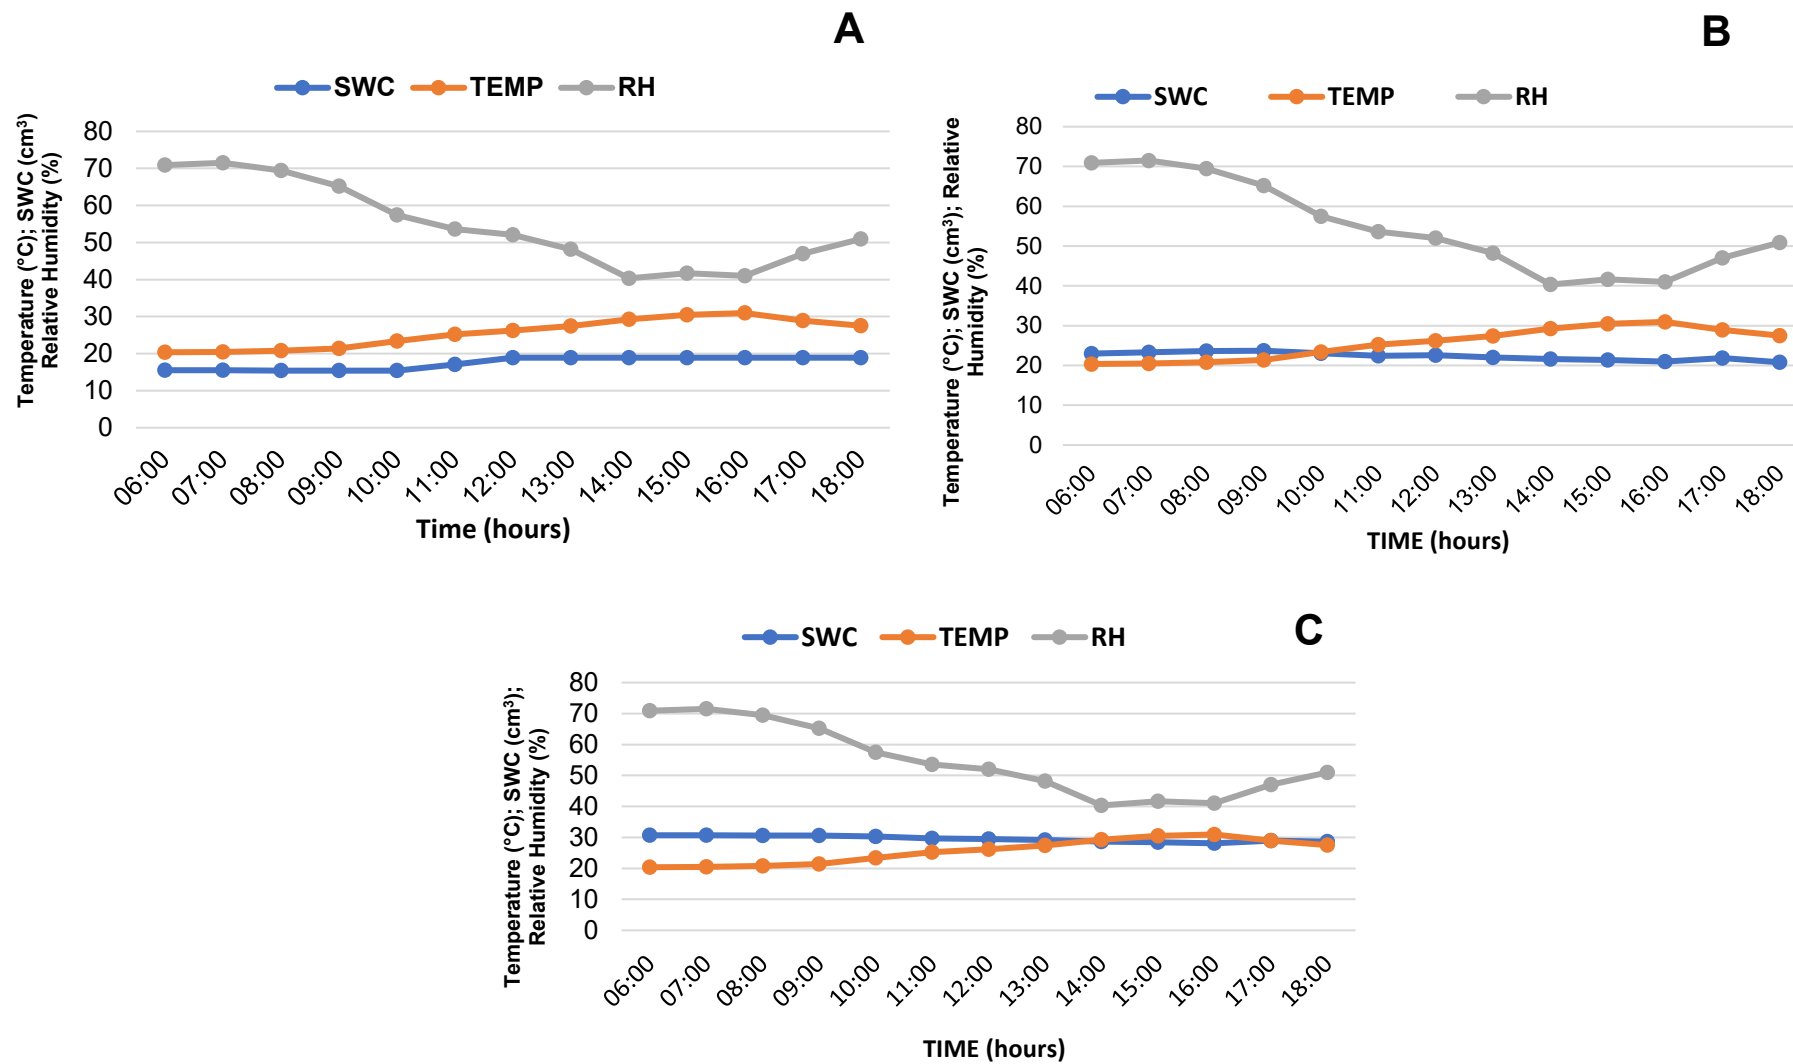 A
SWC TEMP RH
Temperature (°C); SWC (cm³)
Relative Humidity (%)
80
70
60
50
40
30
20
10
0
06:00 07:00 08:00 09:00 10:00 11:00 12:00 13:00 14:00 15:00 16:00 17:00 18:00
Time (hours)
B
SWC TEMP RH
Temperature (°C); SWC (cm³); Relative
Humidity (%)
80
70
60
50
40
30
20
10
0
06:00 07:00 08:00 09:00 10:00 11:00 12:00 13:00 14:00 15:00 16:00 17:00 18:00
TIME (hours)
C
SWC TEMP RH
Temperature (°C); SWC (cm³);
Relative Humidity (%)
80
70
60
50
40
30
20
10
0
06:00 07:00 08:00 09:00 10:00 11:00 12:00 13:00 14:00 15:00 16:00 17:00 18:00
TIME (hours)